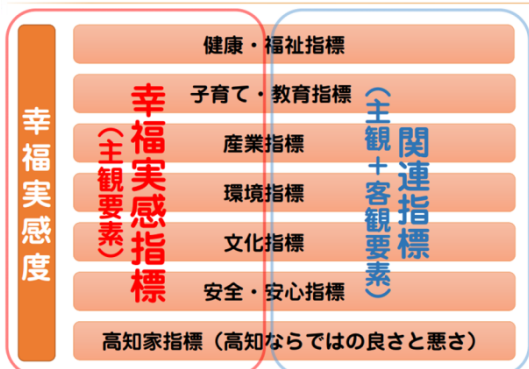 幸福実感度
健康・福祉指標
子育て・教育指標
産業指標
環境指標
文化指標
安全・安心指標
高知家指標（高知ならではの良さと悪さ）
幸福実感指標
（主観要素）
関連指標
（主観＋客観要素）